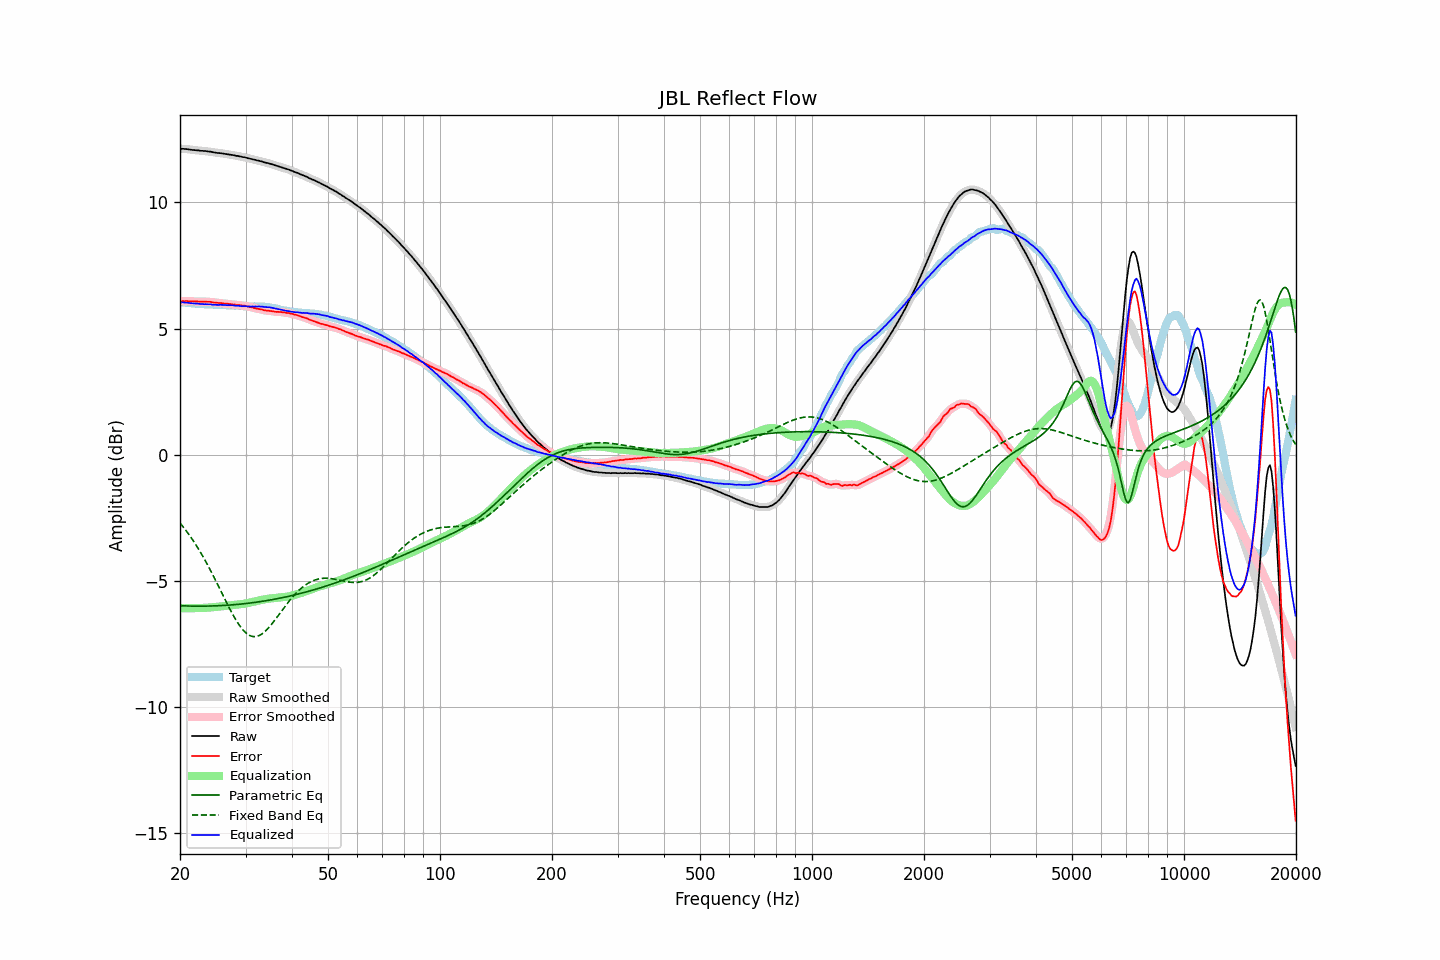 JBL Reflect Flow
Amplitude (dBr)
10
5
0
−5
−10
−15
Target
Raw Smoothed
Error Smoothed
Raw
Error
Equalization
Parametric Eq
Fixed Band Eq
Equalized
20 50 100 200 500 1000 2000 5000 10000 20000
Frequency (Hz)